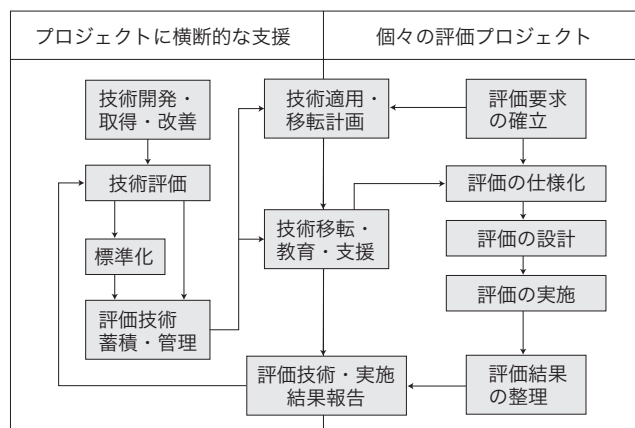 プロジェクトに横断的な支援
個々の評価プロジェクト
技術開発・
取得・改善
技術適用・
移転計画
評価要求
の確立
技術評価
評価の仕様化
標準化
技術移転・
教育・支援
評価の設計
評価の実施
評価技術
蓄積・管理
評価技術・実施
結果報告
評価結果
の整理